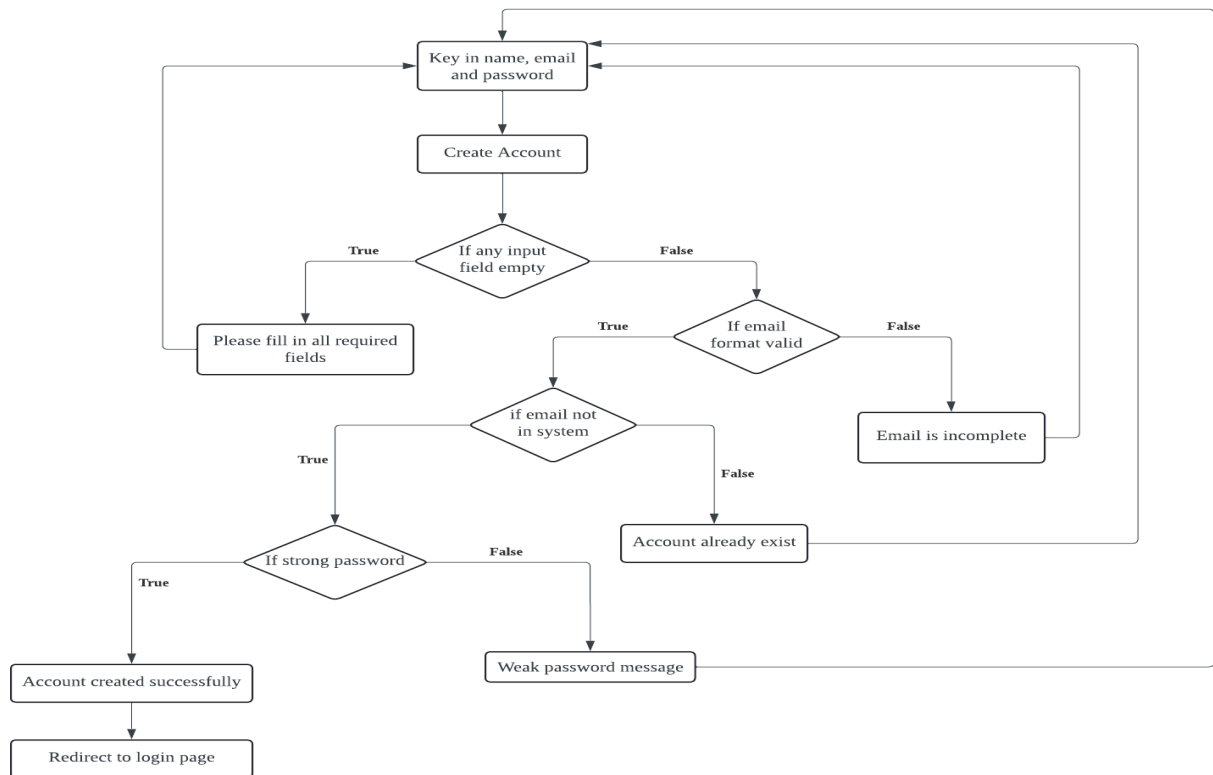 Key in name, email
and password
Create Account
If any input
field empty
True
False
Please fill in all required
fields
If email
format valid
True
False
if email not
in system
Email is incomplete
True
False
Account already exist
If strong password
False
True
Weak password message
Account created successfully
Redirect to login page